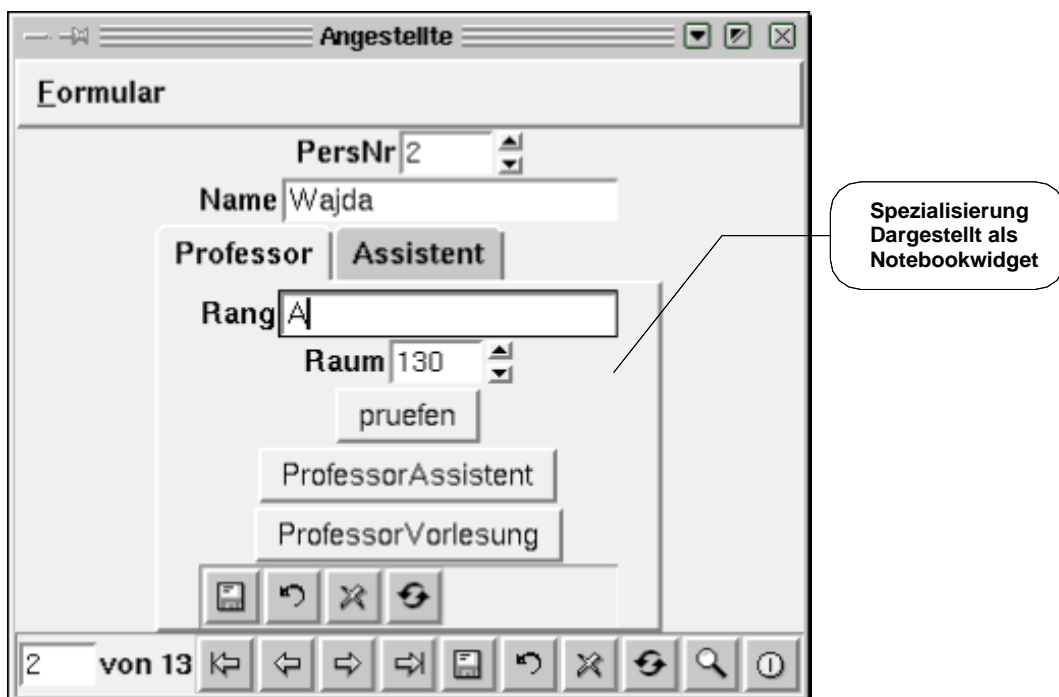 Angestellte
Formular
PersNr 2
Name Wajda
Professor Assistent
Rang A
Raum 130
pruefen
ProfessorAssistent
ProfessorVorlesung
2 von 13
Spezialisierung
Dargestellt als
Notebookwidget